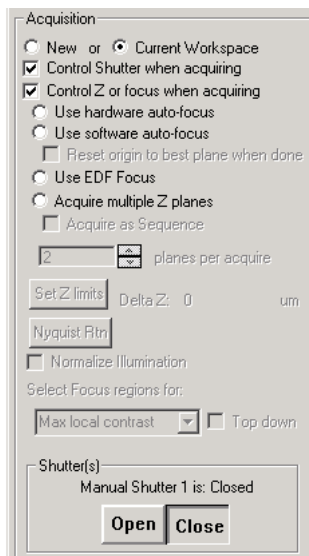 Acquisition
New or Current Workspace
Control Shutter when acquiring
Control Z or focus when acquiring
Use hardware auto-focus
Use software auto-focus
Reset origin to best plane when done
Use EDF Focus
Acquire multiple Z planes
Acquire as Sequence
2 planes per acquire
Set Z limits Delta Z: 0 um
Nyquist Rtn
Normalize Illumination
Select Focus regions for:
Max local contrast Top down
Shutter(s)
Manual Shutter 1 is: Closed
Open Close